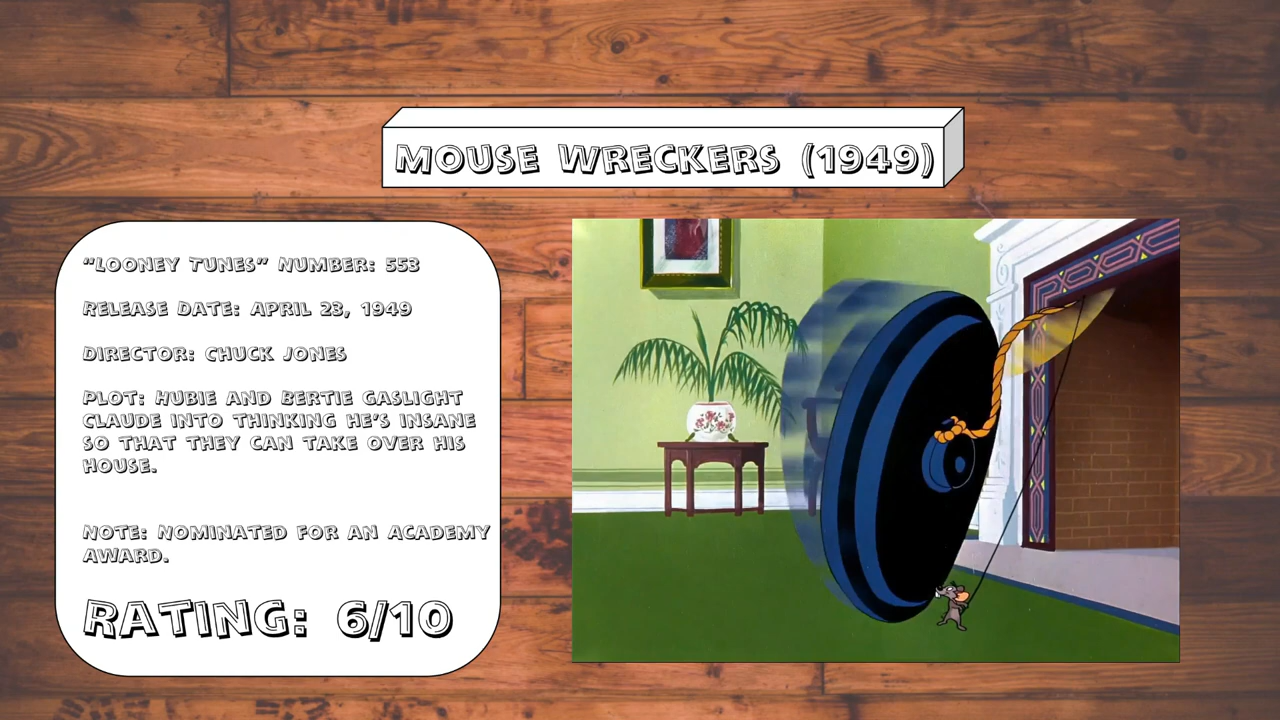 MOUSE WRECKERS (1949)
"LOONEY TUNES" NUMBER: 553
RELEASE DATE: APRIL 23, 1949
DIRECTOR: CHUCK JONES
PLOT: HUBIE AND BERTIE GASLIGHT
CLAUDE INTO THINKING HE'S INSANE
SO THAT THEY CAN TAKE OVER HIS
HOUSE.
NOTE: NOMINATED FOR AN ACADEMY
AWARD.
RATING: 6/10